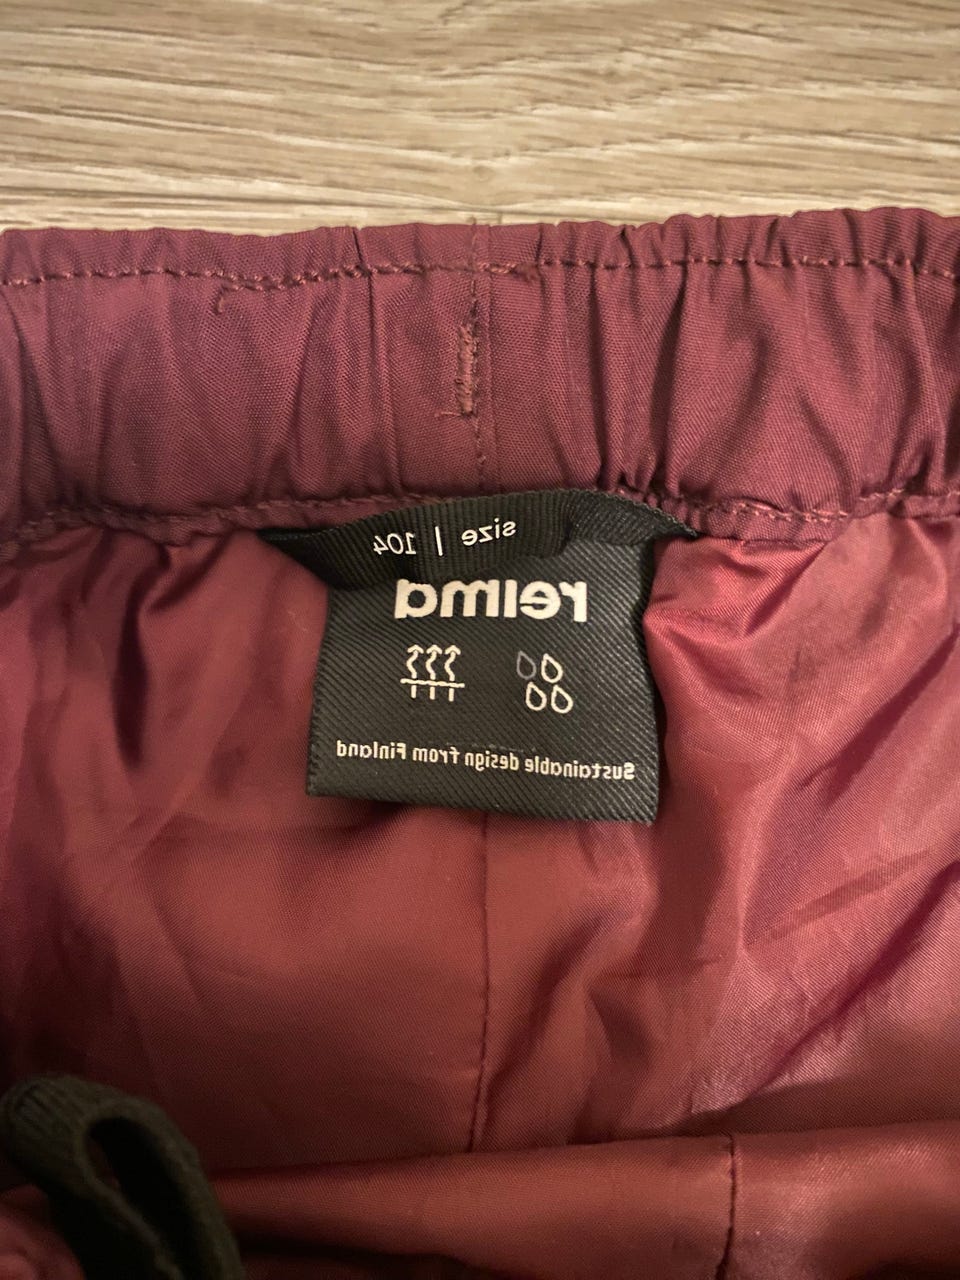 size | 104
reima
Sustainable design from Finland